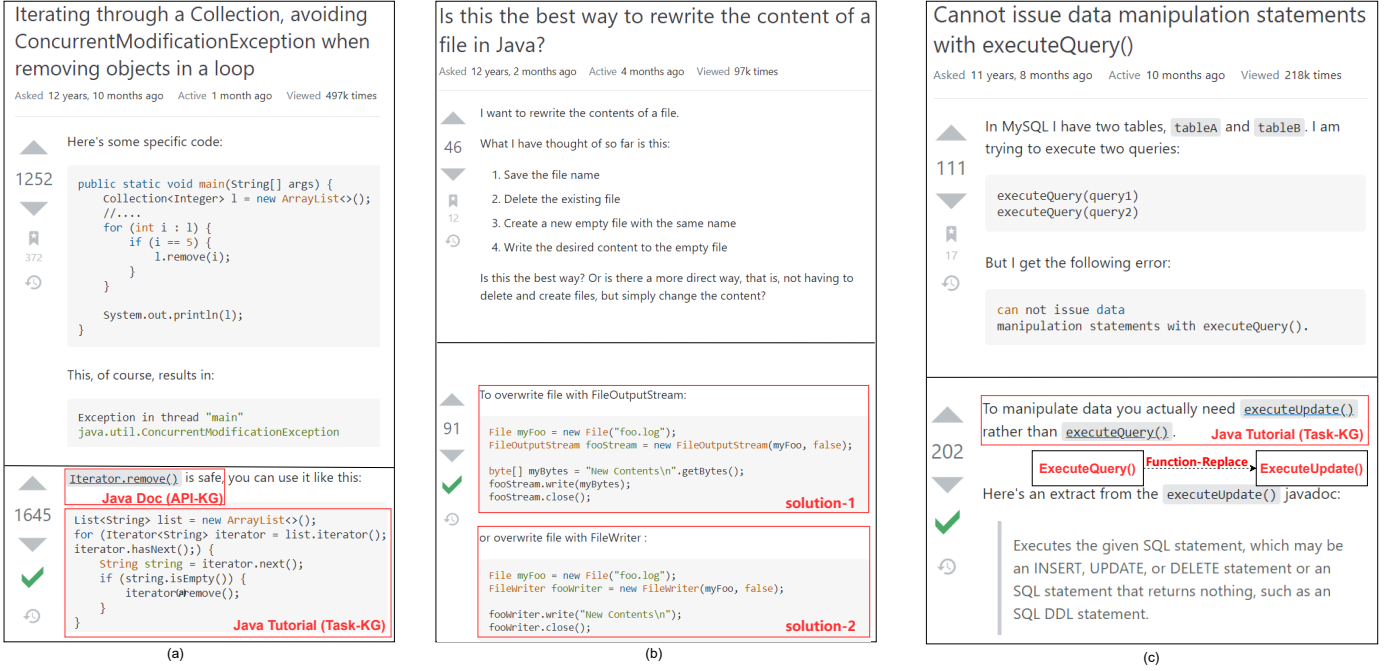 Iterating through a Collection, avoiding
ConcurrentModificationException when
removing objects in a loop
Asked 12 years, 10 months ago Active 1 month ago Viewed 497k times
1252
372
Here's some specific code:
public static void main(String[] args) {
Collection<Integer> l = new ArrayList<>();
//....
for (int i : l) {
if (i == 5) {
l.remove(i);
}
}
System.out.println(l);
}
This, of course, results in:
Exception in thread "main"
java.util.ConcurrentModificationException
1645
Iterator.remove() is safe, you can use it like this:
Java Doc (API-KG)
List<String> list = new ArrayList<>();
for (Iterator<String> iterator = list.iterator();
iterator.hasNext();) {
String string = iterator.next();
if (string.isEmpty()) {
iterator.remove();
}
}
Java Tutorial (Task-KG)
(a)
Is this the best way to rewrite the content of a
file in Java?
Asked 12 years, 2 months ago Active 4 months ago Viewed 97k times
46
12
I want to rewrite the contents of a file.
What I have thought of so far is this:
1. Save the file name
2. Delete the existing file
3. Create a new empty file with the same name
4. Write the desired content to the empty file
Is this the best way? Or is there a more direct way, that is, not having to
delete and create files, but simply change the content?
91
To overwrite file with FileOutputStream:
File myFoo = new File("foo.log");
FileOutputStream fooStream = new FileOutputStream(myFoo, false);
byte[] myBytes = "New Contents\n".getBytes();
fooStream.write(myBytes);
fooStream.close();
solution-1
or overwrite file with FileWriter :
File myFoo = new File("foo.log");
FileWriter fooWriter = new FileWriter(myFoo, false);
fooWriter.write("New Contents\n");
fooWriter.close();
solution-2
(b)
Cannot issue data manipulation statements
with executeQuery()
Asked 11 years, 8 months ago Active 10 months ago Viewed 218k times
111
17
In MySQL I have two tables, tableA and tableB. I am
trying to execute two queries:
executeQuery(query1)
executeQuery(query2)
But I get the following error:
can not issue data
manipulation statements with executeQuery().
202
To manipulate data you actually need executeUpdate()
rather than executeQuery().
Java Tutorial (Task-KG)
ExecuteQuery() Function-Replace ExecuteUpdate()
Here's an extract from the executeUpdate() javadoc:
Executes the given SQL statement, which may be
an INSERT, UPDATE, or DELETE statement or an
SQL statement that returns nothing, such as an
SQL DDL statement.
(c)